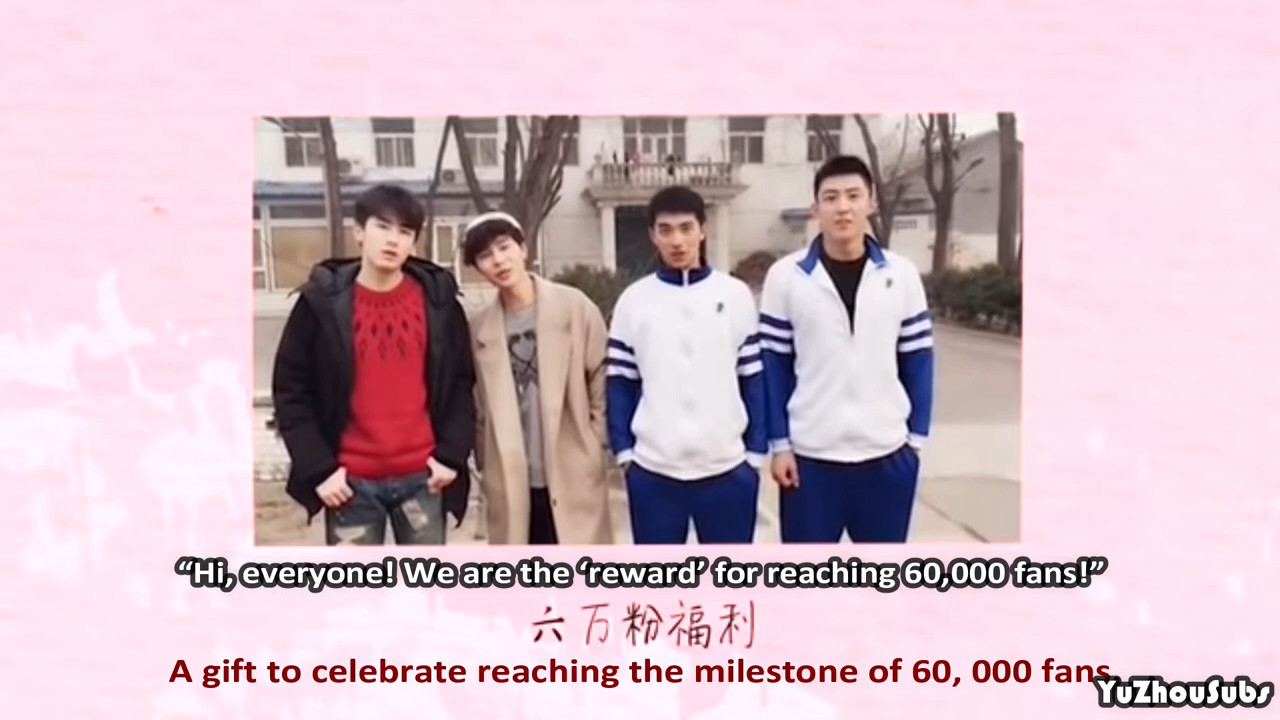 “Hi, everyone! We are the ‘reward’ for reaching 60,000 fans!”
六万粉福利
A gift to celebrate reaching the milestone of 60, 000 fans
YuZhouSubs